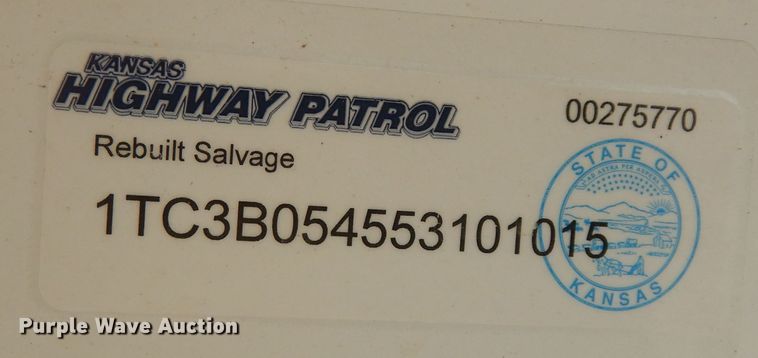 KANSAS
HIGHWAY PATROL
00275770
Rebuilt Salvage
1TC3B054553101015
STATE OF
AD ASTRA PER ASPERA
KANSAS
Purple Wave Auction